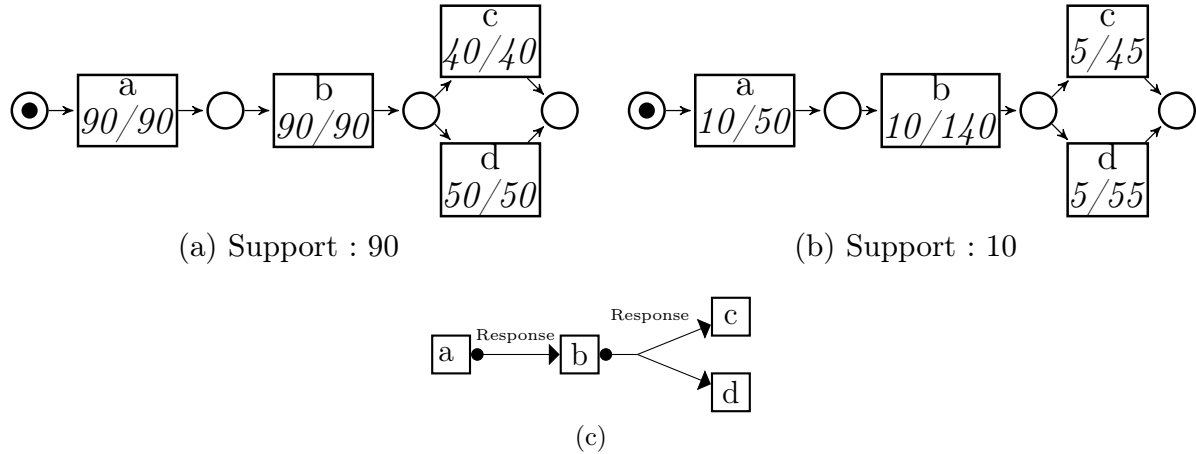 a
90/90
b
90/90
c
40/40
d
50/50
(a) Support : 90
a
10/50
b
10/140
c
5/45
d
5/55
(b) Support : 10
a
Response
b
Response
c
d
(c)